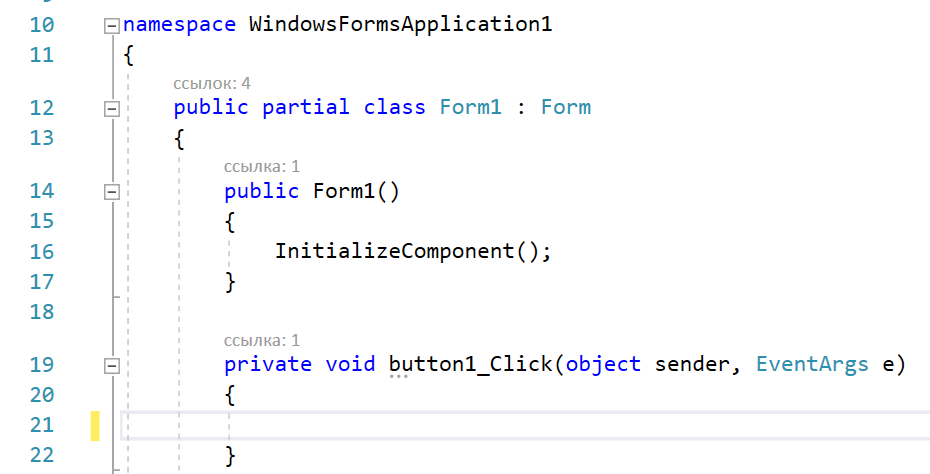 10 namespace WindowsFormsApplication1
11 {
ссылок: 4
12 public partial class Form1 : Form
13 {
ссылка: 1
14 public Form1()
15 {
16 InitializeComponent();
17 }
18
ссылка: 1
19 private void button1_Click(object sender, EventArgs e)
20 {
21
22 }